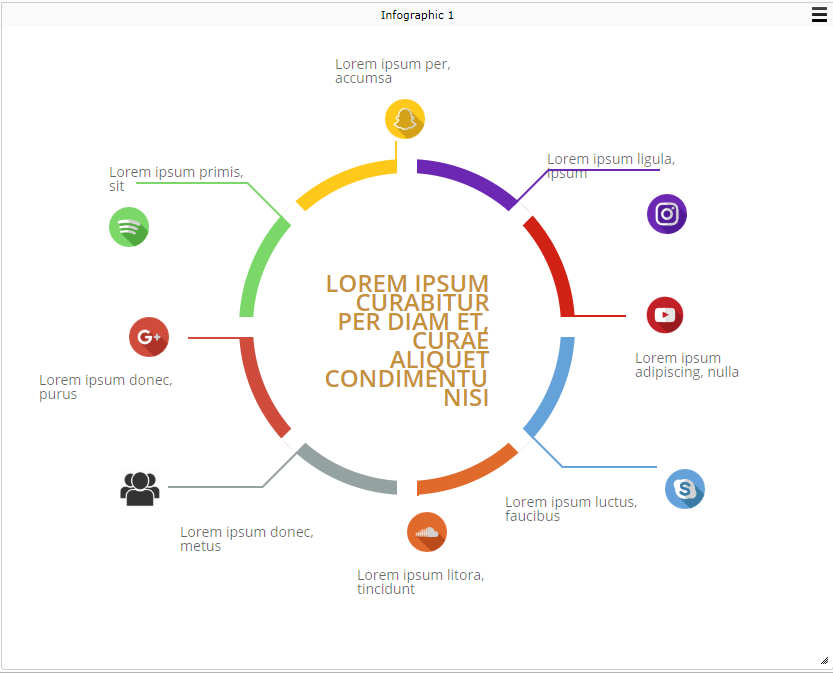 Infographic 1
Lorem ipsum per,
accumsa
Lorem ipsum primis,
sit
Lorem ipsum ligula,
ipsum
LOREM IPSUM
CURABITUR
PER DIAM ET,
CURAE
ALIQUET
CONDIMENTU
NISI
G+
Lorem ipsum donec,
purus
Lorem ipsum
adipiscing, nulla
S
Lorem ipsum donec,
metus
Lorem ipsum luctus,
faucibus
Lorem ipsum litora,
tincidunt